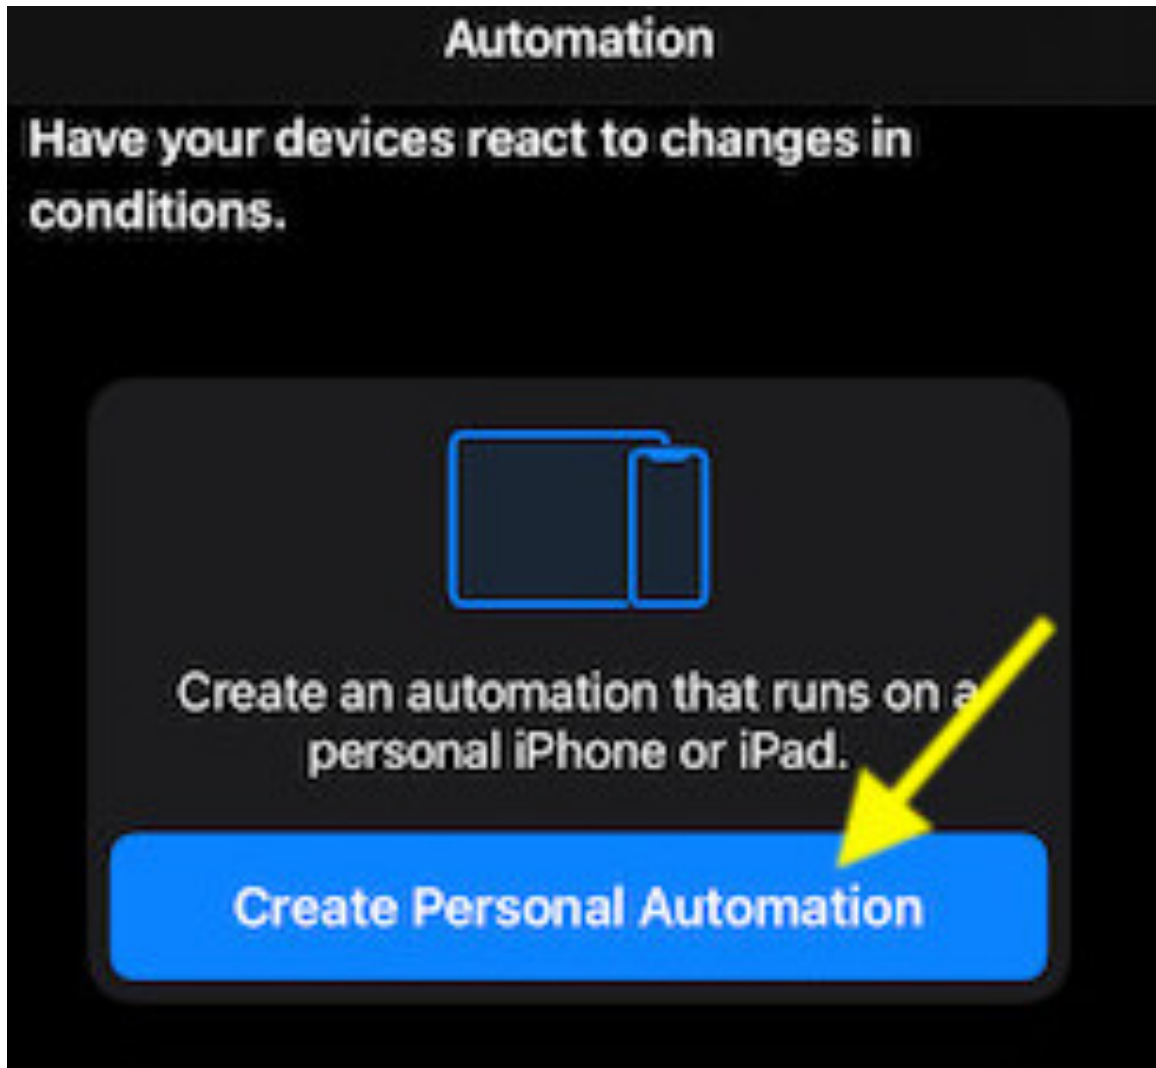 Automation
Have your devices react to changes in
conditions.
Create an automation that runs on a
personal iPhone or iPad.
Create Personal Automation